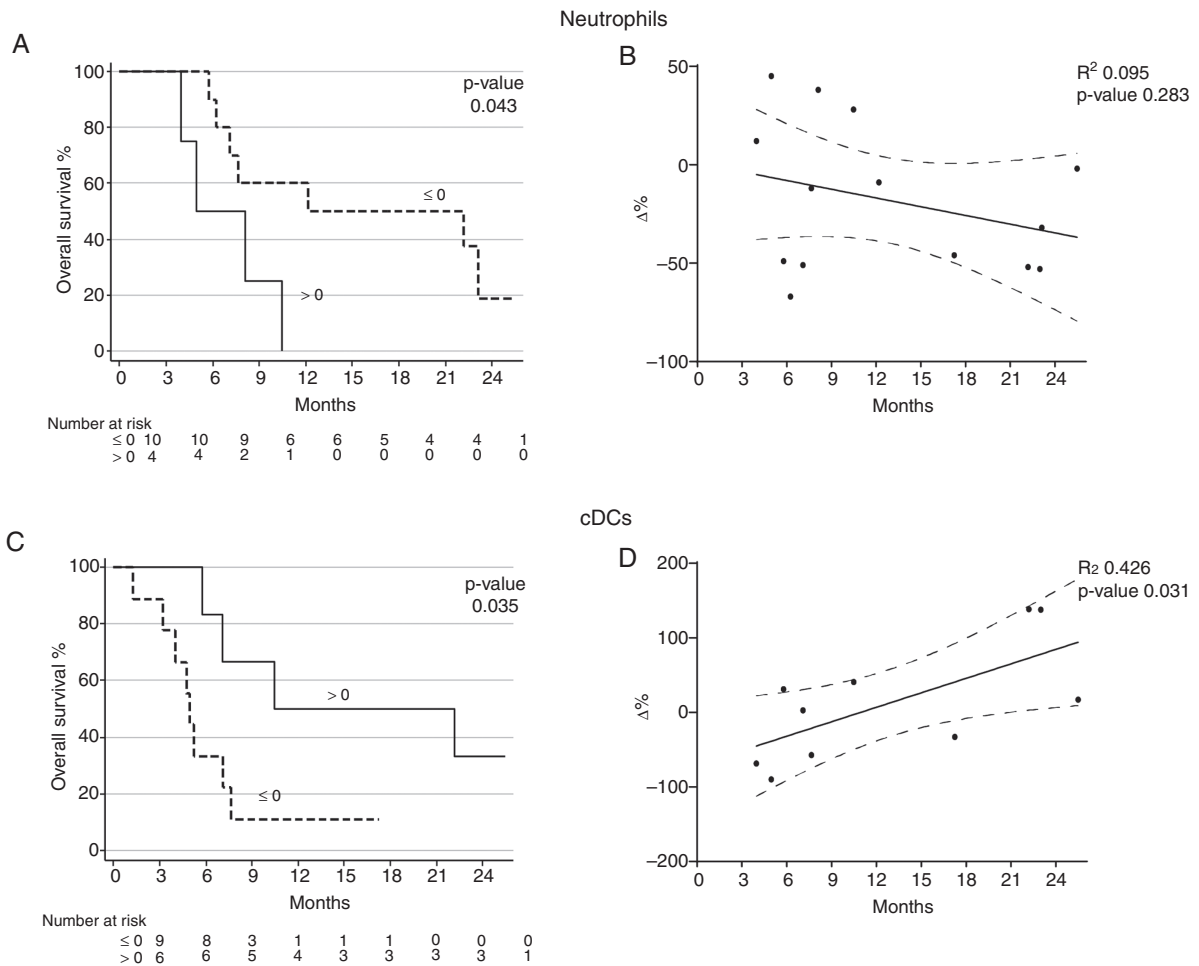 Neutrophils
A
100
80
60
40
20
0
Overall survival %
p-value
0.043
≤ 0
> 0
0 3 6 9 12 15 18 21 24
Months
Number at risk
≤ 0 10 10 9 6 6 5 4 4 1
> 0 4 4 2 1 0 0 0 0 0
B
50
0
−50
−100
Δ%
R² 0.095
p-value 0.283
0 3 6 9 12 15 18 21 24
Months
cDCs
C
100
80
60
40
20
0
Overall survival %
p-value
0.035
> 0
≤ 0
0 3 6 9 12 15 18 21 24
Months
Number at risk
≤ 0 9 8 3 1 1 1 0 0 0
> 0 6 6 5 4 3 3 3 3 1
D
200
100
0
−100
−200
Δ%
R2 0.426
p-value 0.031
0 3 6 9 12 15 18 21 24
Months